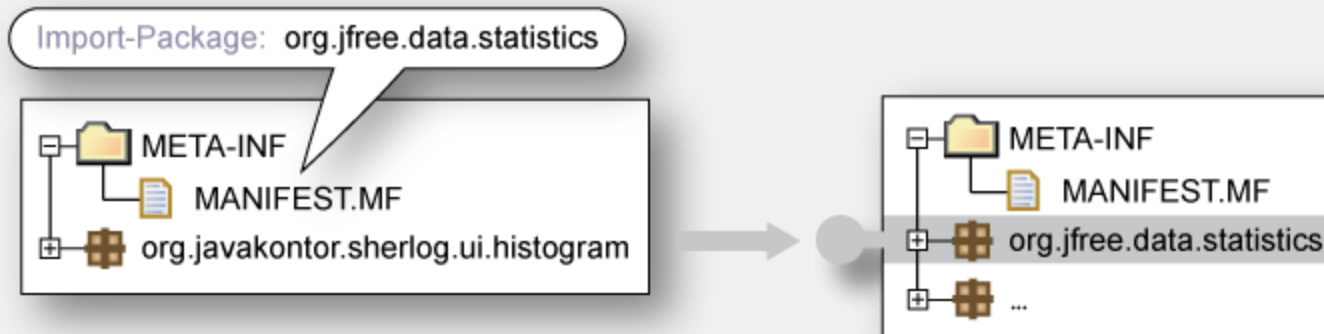 Import-Package: org.jfree.data.statistics
META-INF
MANIFEST.MF
org.javakontor.sherlog.ui.histogram
META-INF
MANIFEST.MF
org.jfree.data.statistics
...